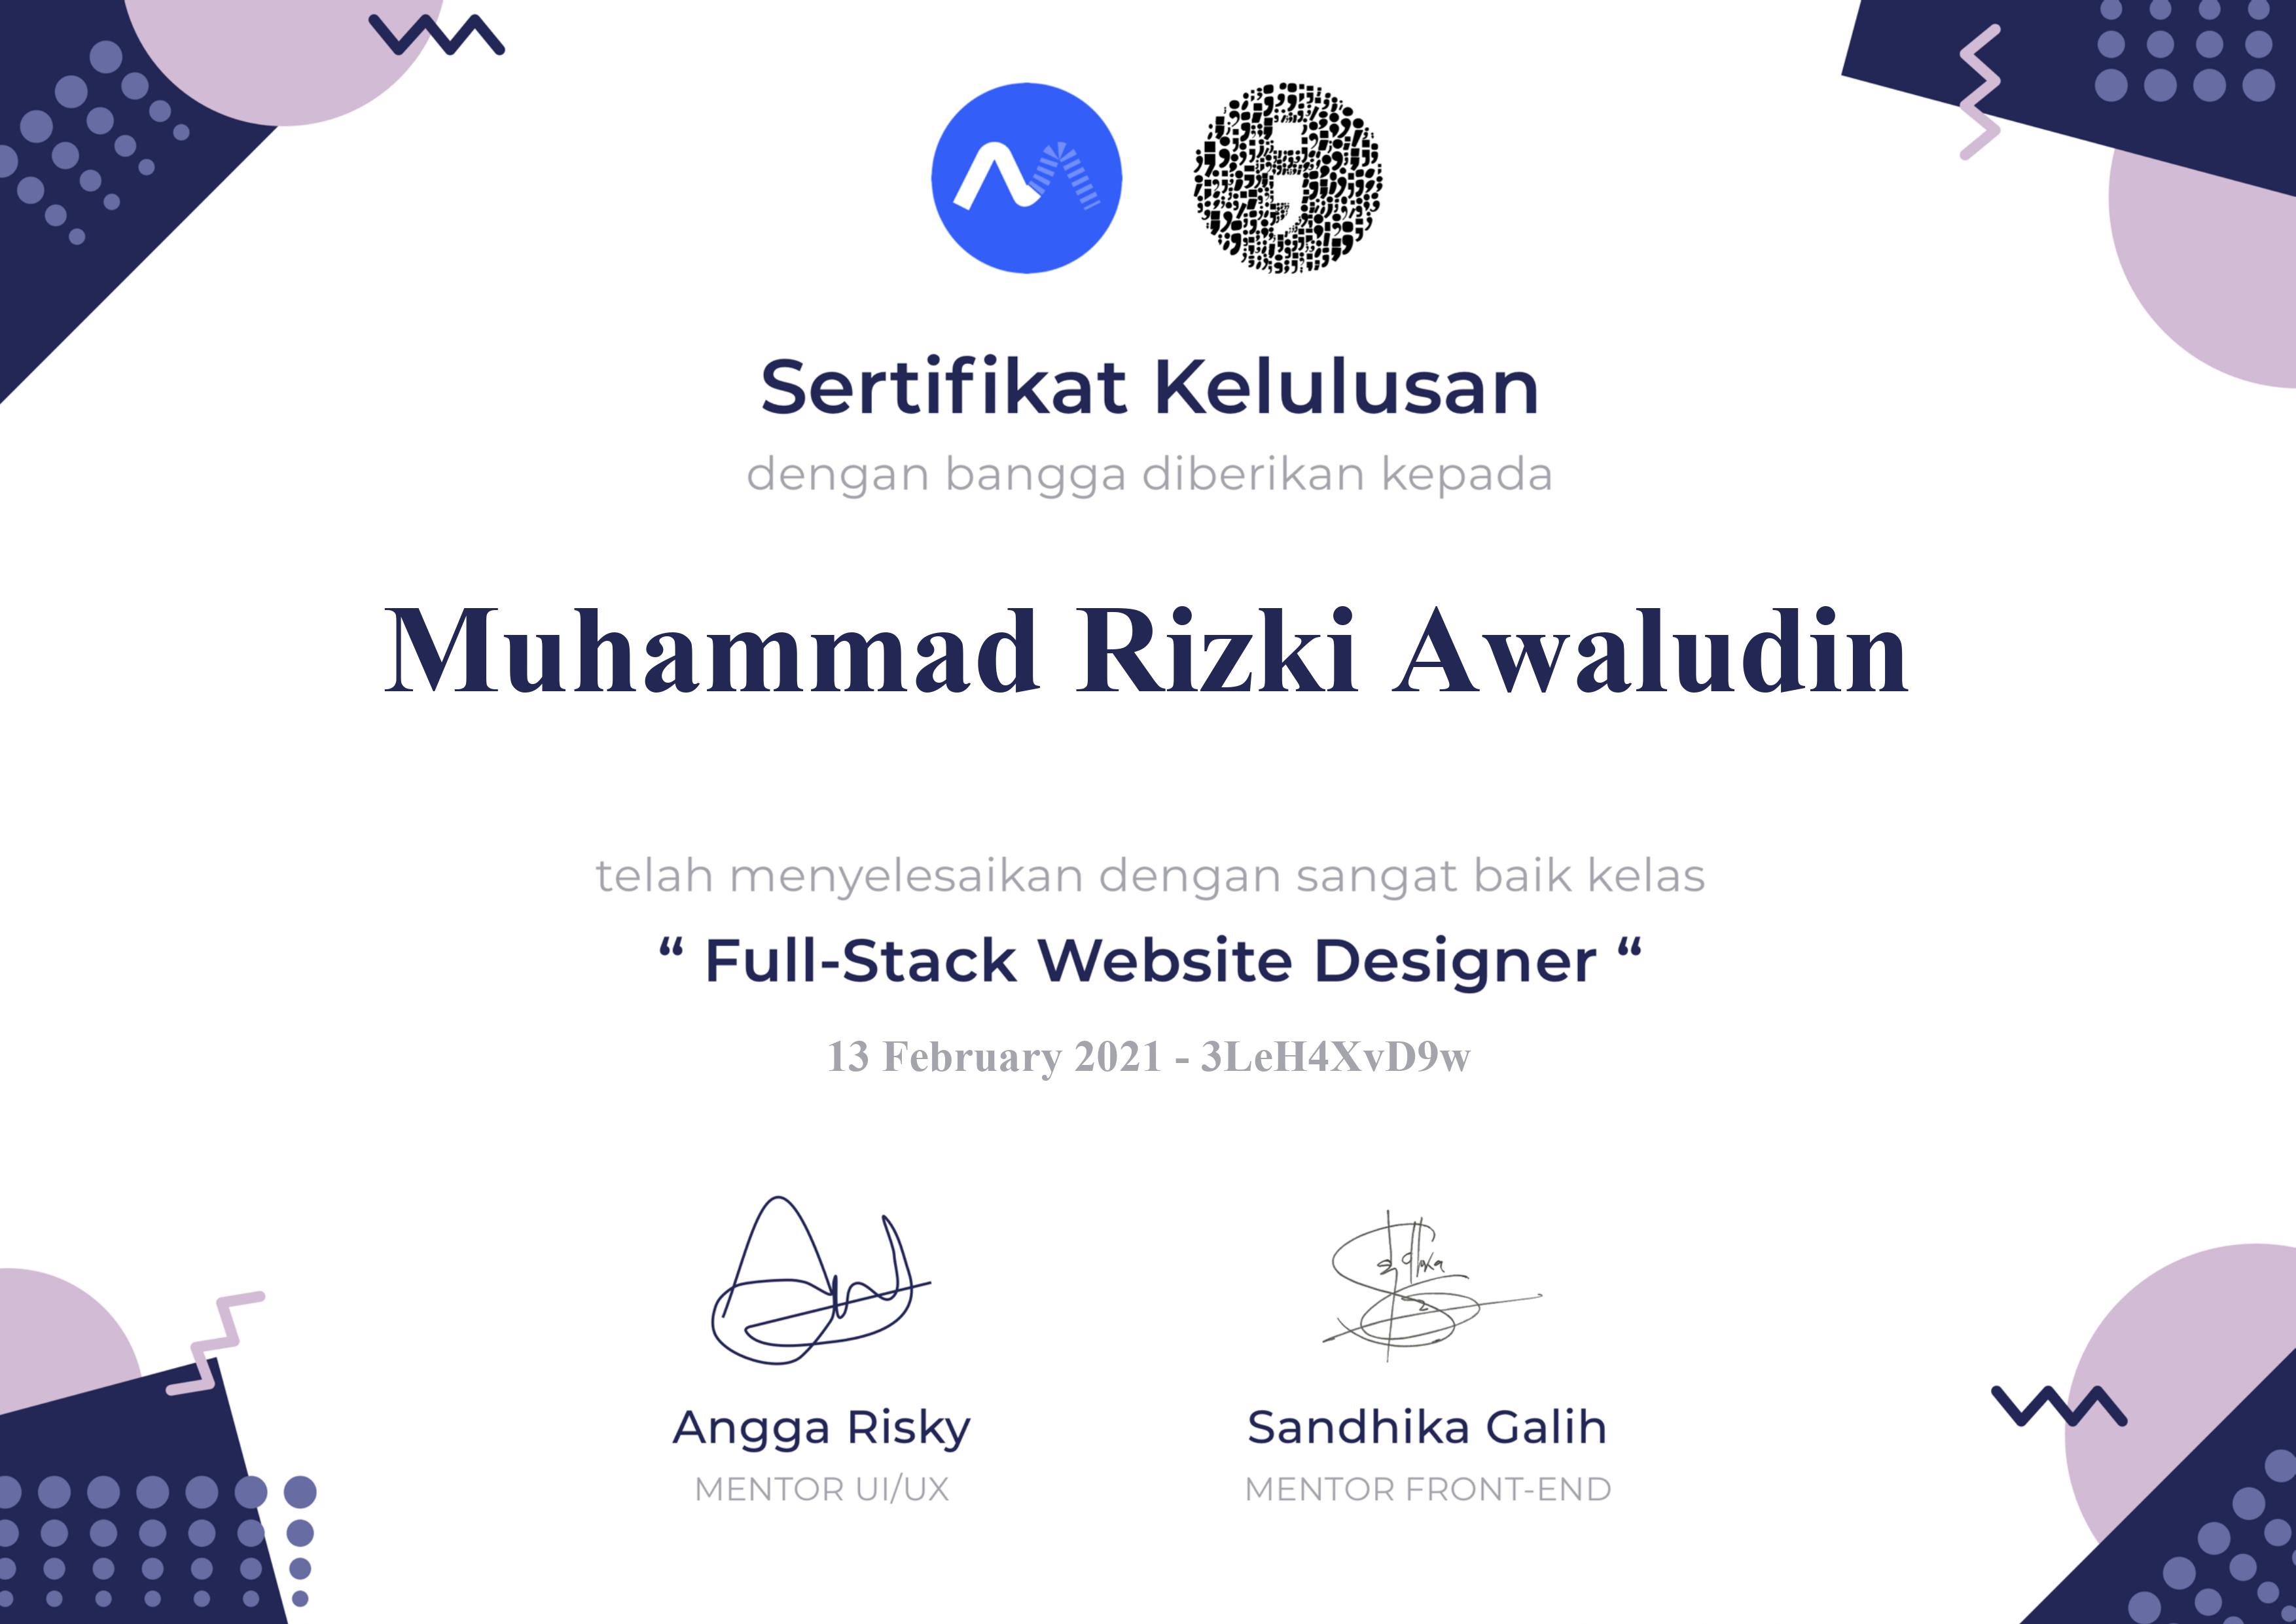 Sertifikat Kelulusan
dengan bangga diberikan kepada
Muhammad Rizki Awaludin
telah menyelesaikan dengan sangat baik kelas
“ Full-Stack Website Designer “
13 February 2021 - 3LeH4XvD9w
Sandhika
Angga Risky Sandhika Galih
MENTOR UI/UX MENTOR FRONT-END